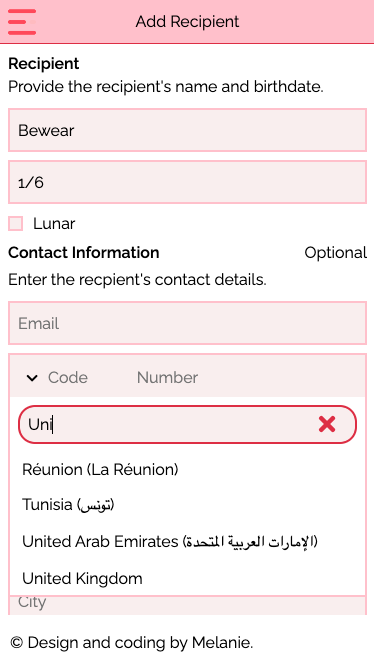 Add Recipient
Recipient
Provide the recipient's name and birthdate.
Bewear
1/6
Lunar
Contact Information Optional
Enter the recpient's contact details.
Email
Code Number
Uni
Réunion (La Réunion)
Tunisia (تونس)
United Arab Emirates (الإمارات العربية المتحدة)
United Kingdom
City
© Design and coding by Melanie.